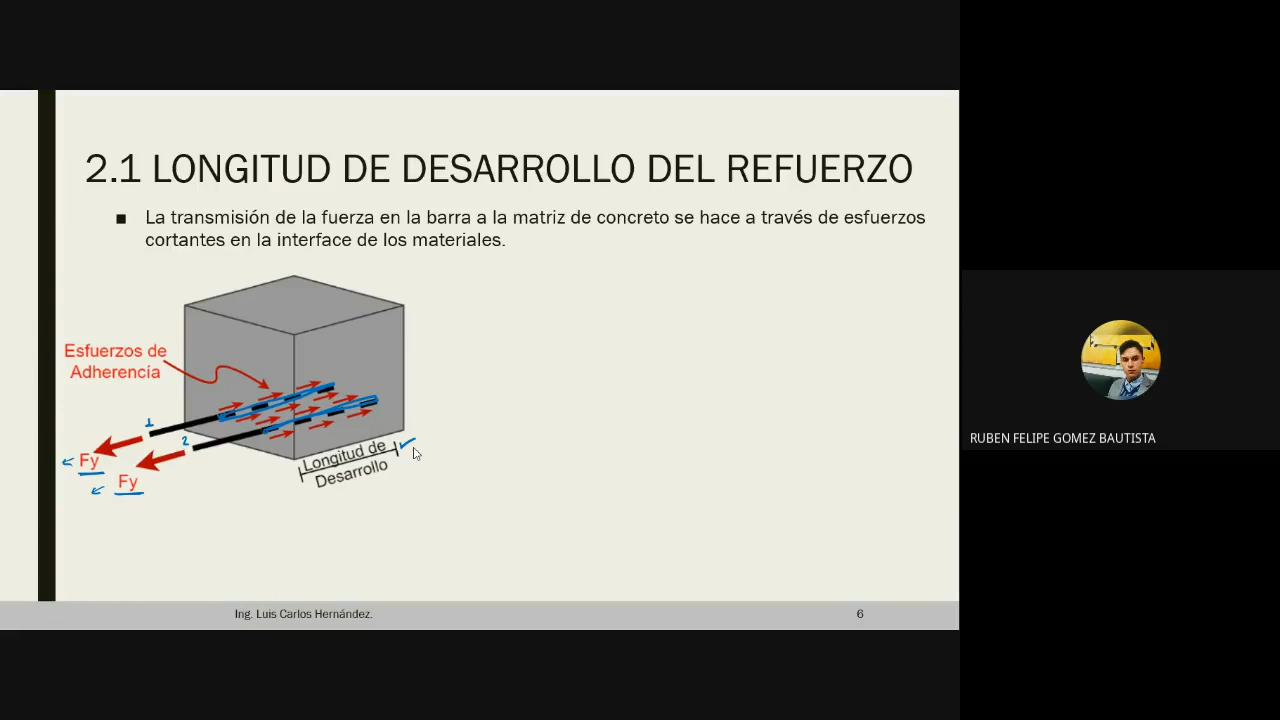 2.1 LONGITUD DE DESARROLLO DEL REFUERZO
■ La transmisión de la fuerza en la barra a la matriz de concreto se hace a través de esfuerzos
cortantes en la interface de los materiales.
Esfuerzos de
Adherencia
1
2
Fy
Fy
Longitud de
Desarrollo
RUBEN FELIPE GOMEZ BAUTISTA
Ing. Luis Carlos Hernández.
6